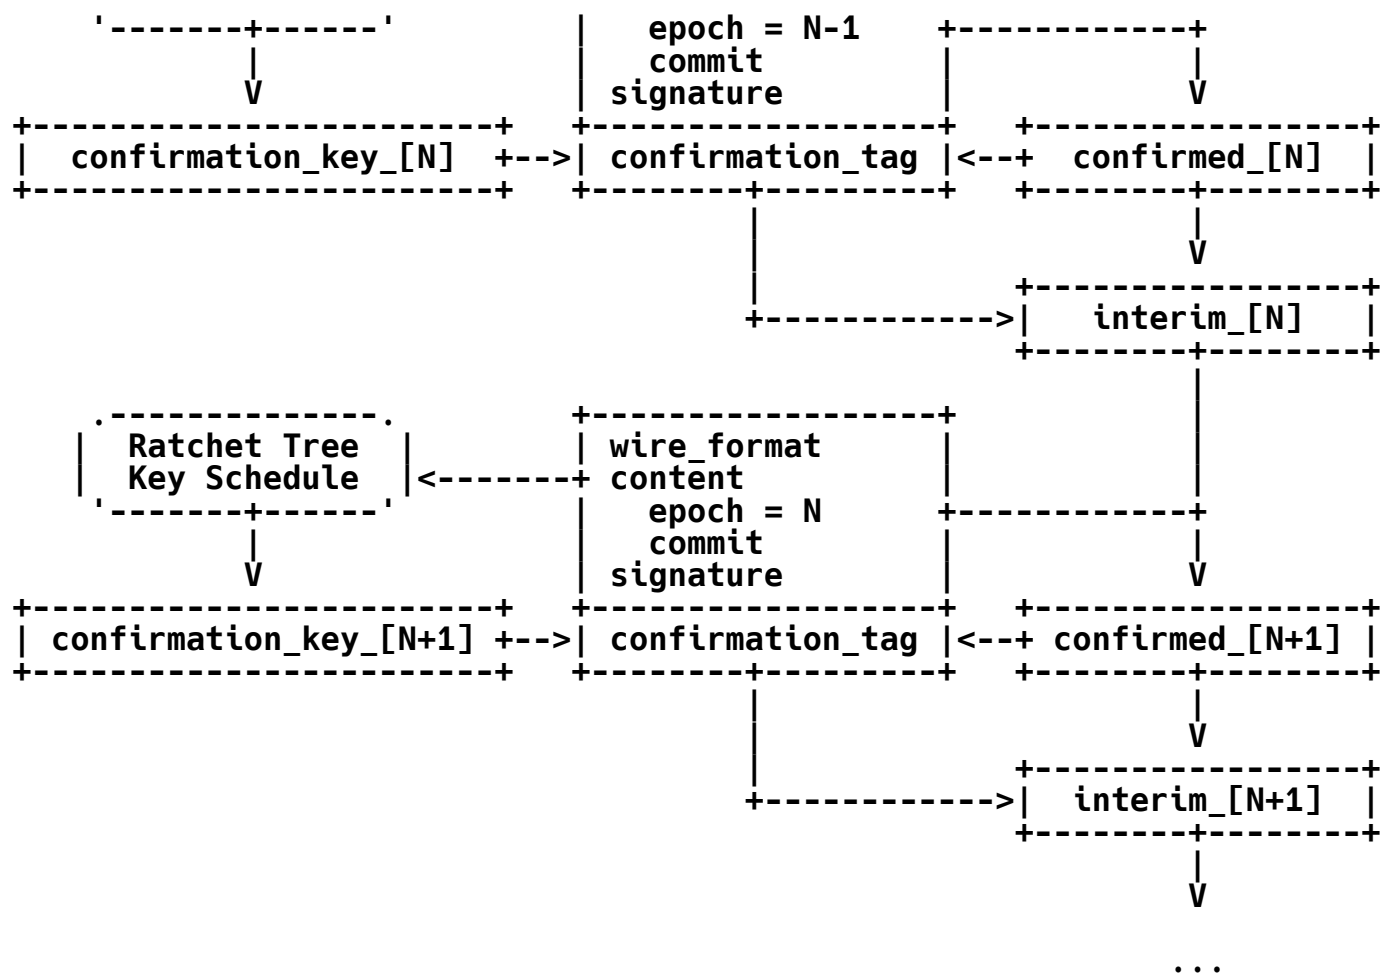 epoch = N-1
commit
signature
confirmation_key_[N] confirmation_tag confirmed_[N]
interim_[N]
Ratchet Tree wire_format
Key Schedule content
epoch = N
commit
signature
confirmation_key_[N+1] confirmation_tag confirmed_[N+1]
interim_[N+1]
...